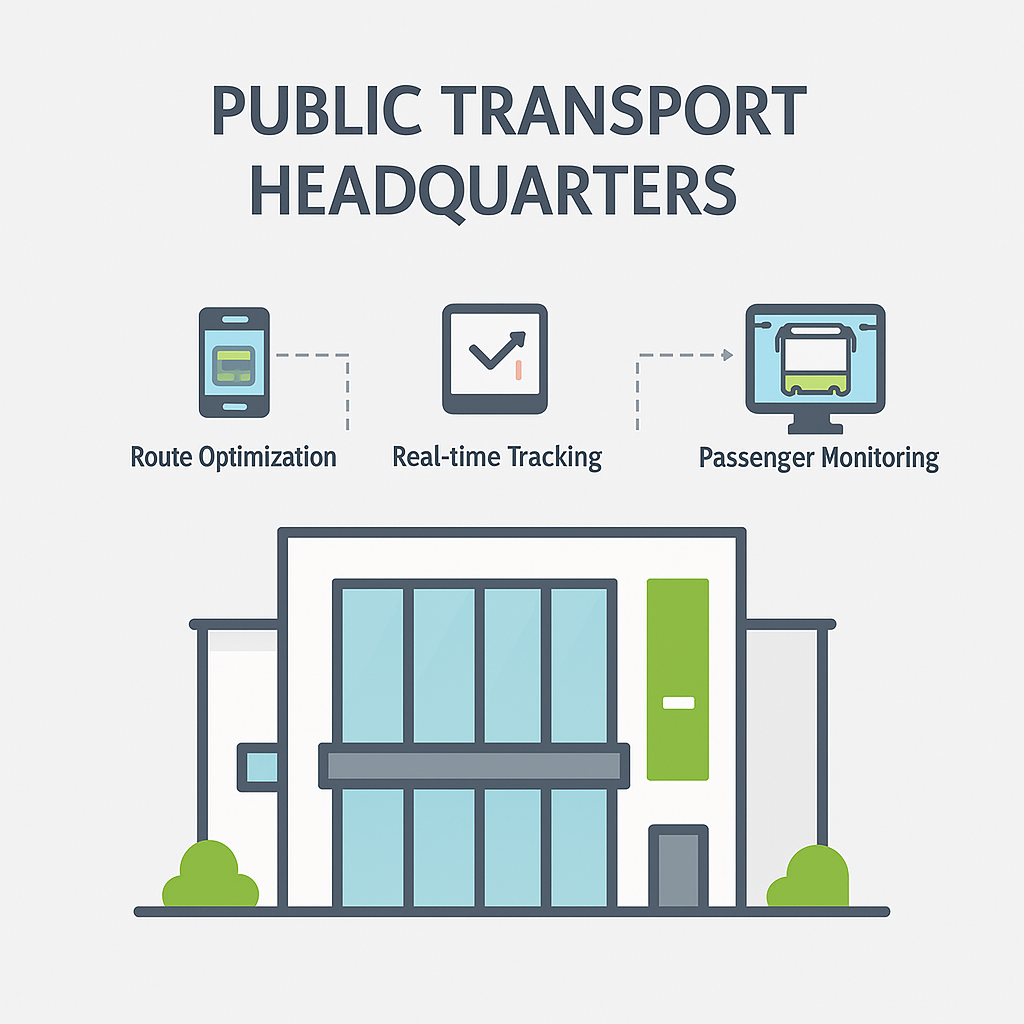 PUBLIC TRANSPORT
HEADQUARTERS
Route Optimization
Real-time Tracking
Passenger Monitoring